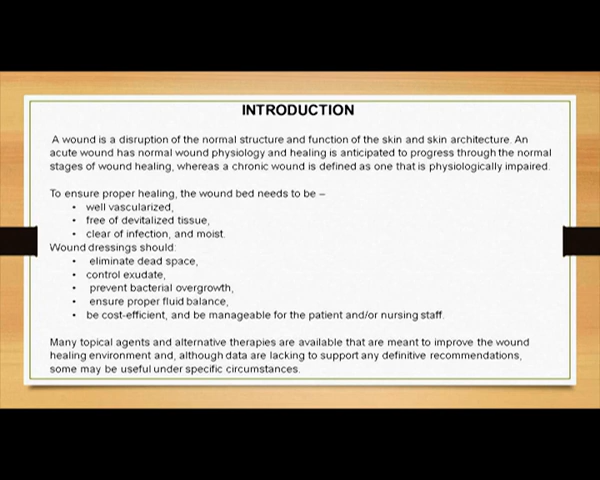 INTRODUCTION
A wound is a disruption of the normal structure and function of the skin and skin architecture. An
acute wound has normal wound physiology and healing is anticipated to progress through the normal
stages of wound healing, whereas a chronic wound is defined as one that is physiologically impaired.
To ensure proper healing, the wound bed needs to be –
• well vascularized,
• free of devitalized tissue,
• clear of infection, and moist.
Wound dressings should:
• eliminate dead space,
• control exudate,
• prevent bacterial overgrowth,
• ensure proper fluid balance,
• be cost-efficient, and be manageable for the patient and/or nursing staff.
Many topical agents and alternative therapies are available that are meant to improve the wound
healing environment and, although data are lacking to support any definitive recommendations,
some may be useful under specific circumstances.